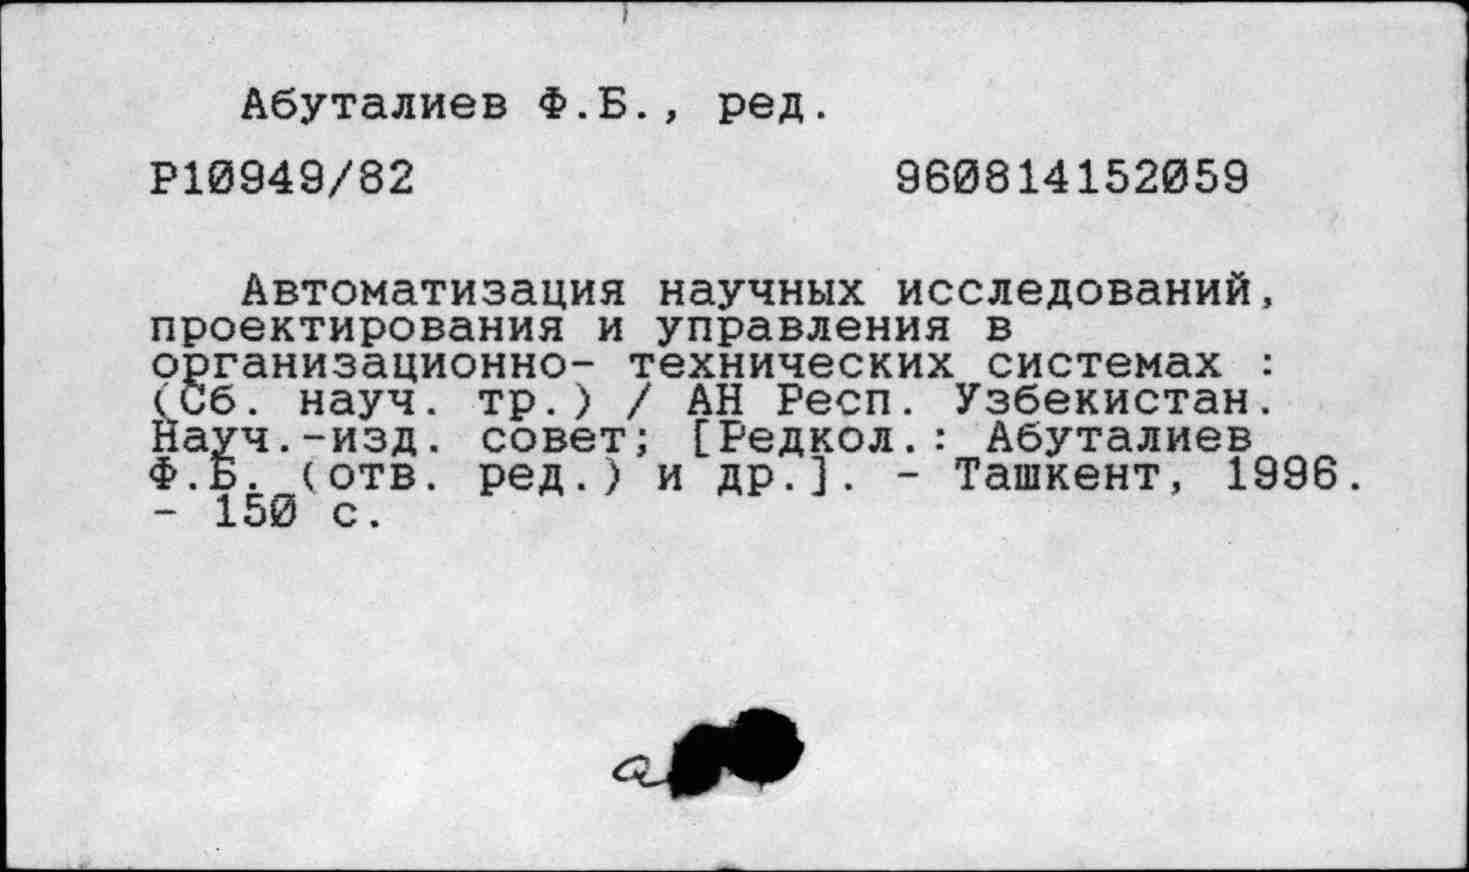 Абуталиев Ф.Б., ред.
Р10949/82 960814152059
Автоматизация научных исследований,
проектирования и управления в
организационно- технических системах :
(Сб. науч. тр.) / АН Респ. Узбекистан.
Науч.-изд. совет; [Редкол.: Абуталиев
Ф.Б. (отв. ред.) и др.]. - Ташкент, 1996.
- 150 с.